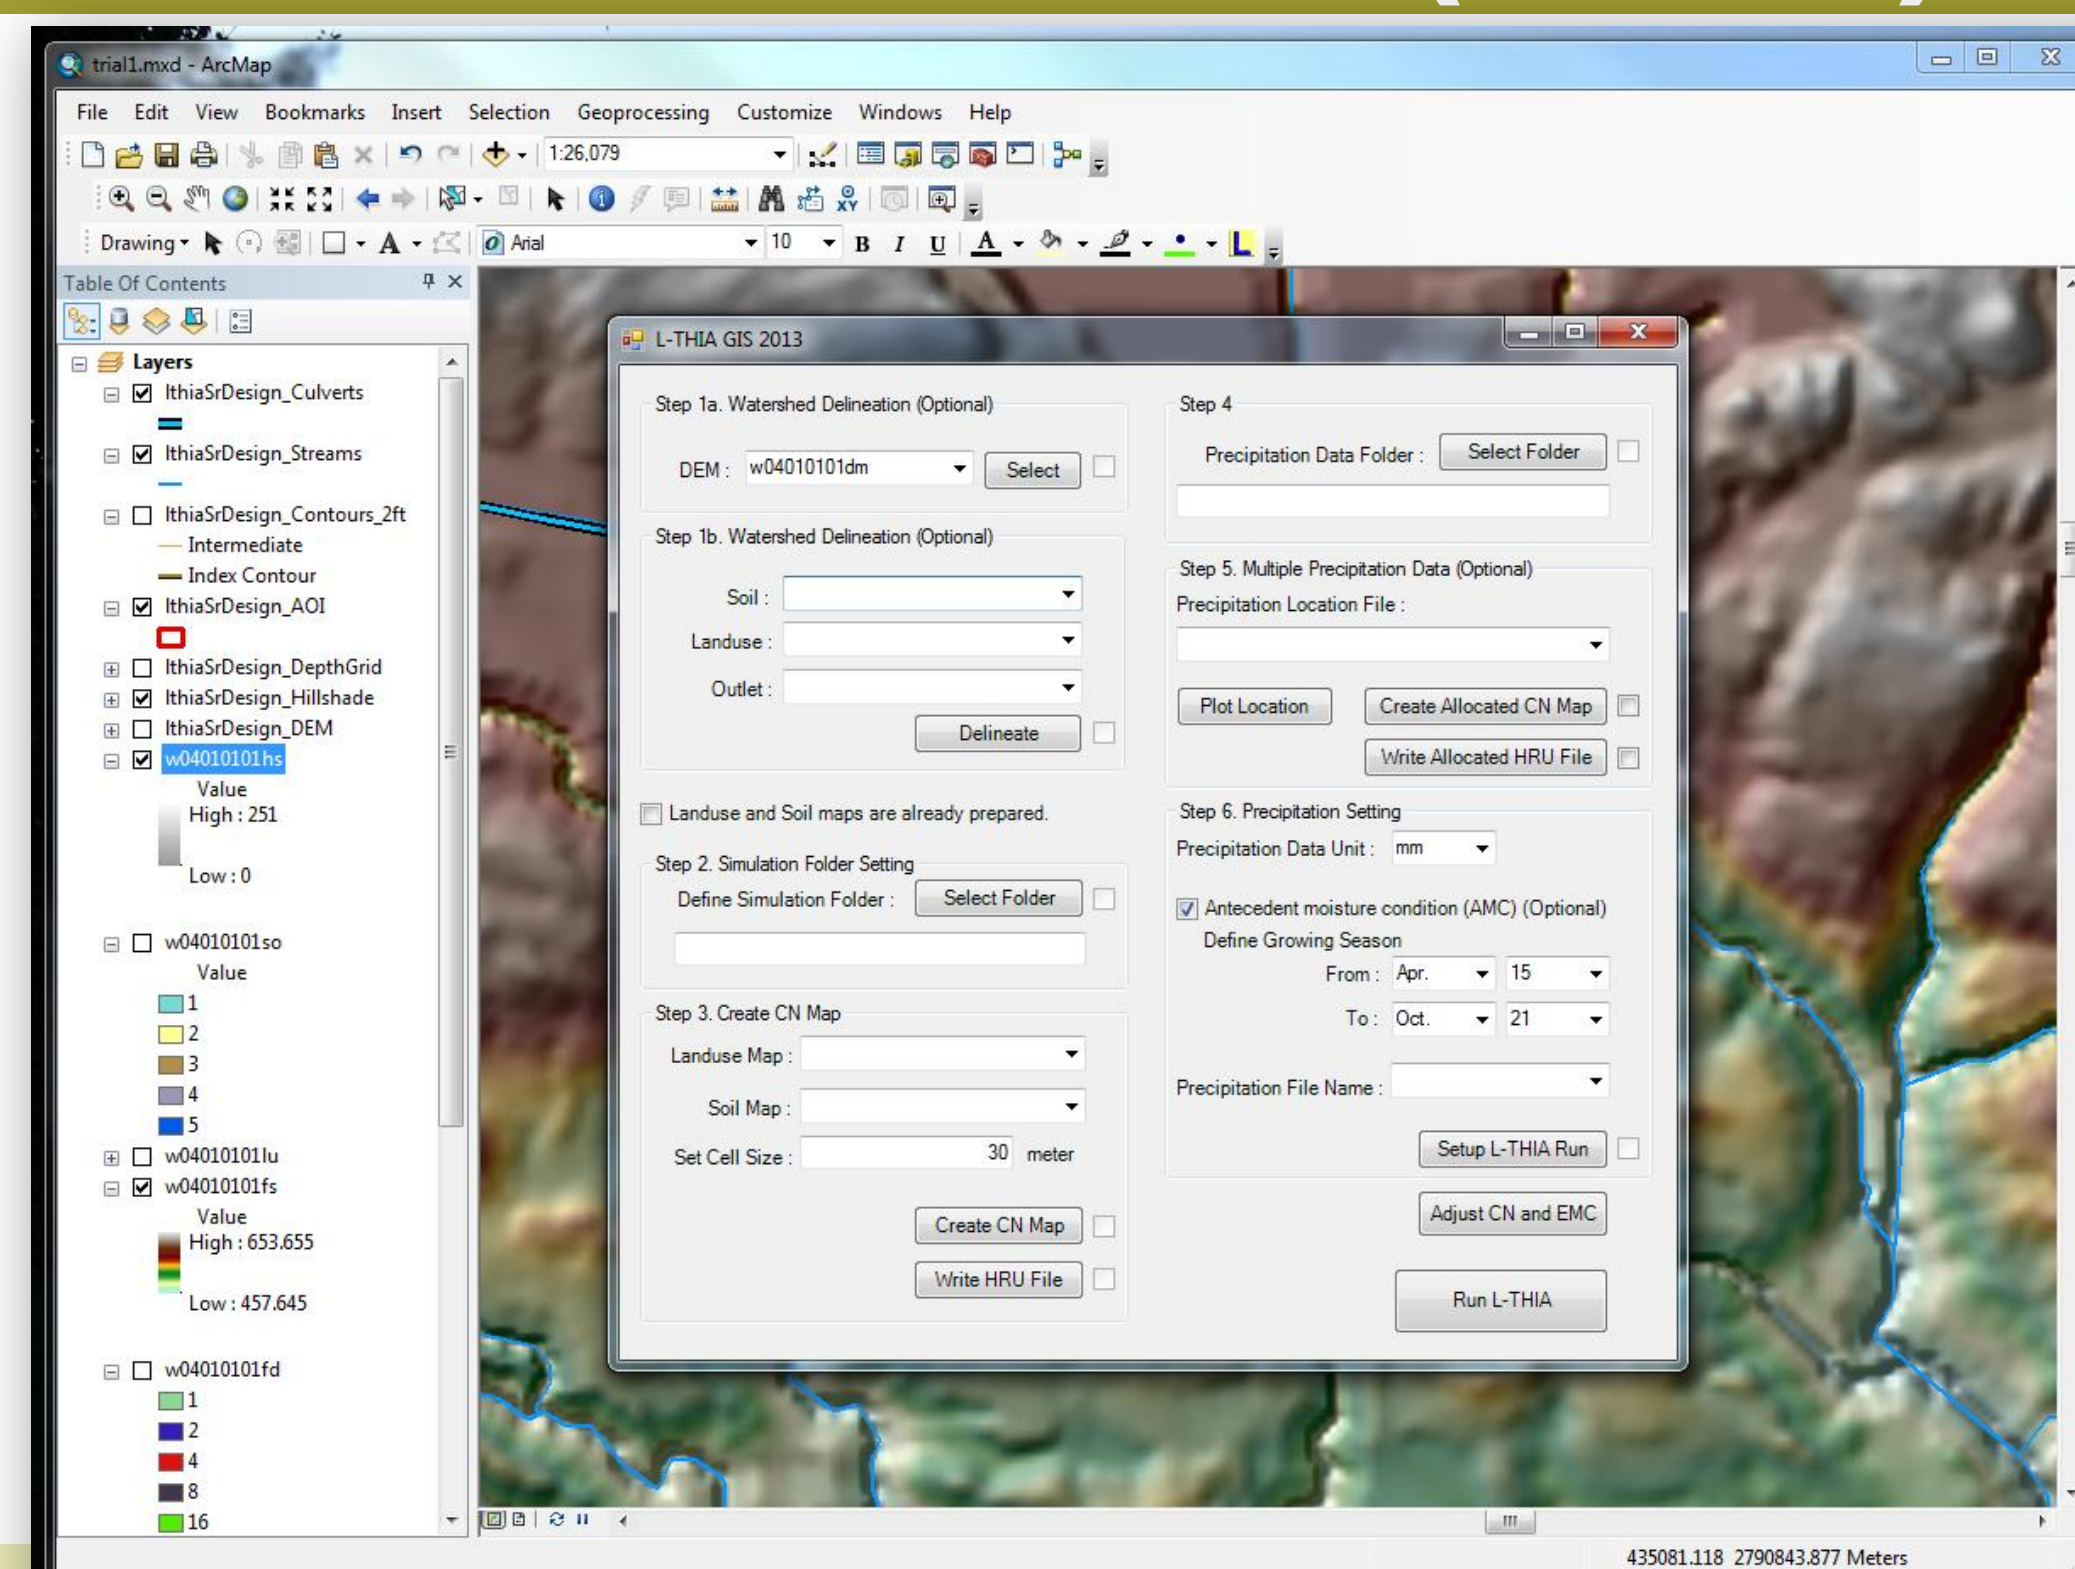 trial1.mxd - ArcMap
File Edit View Bookmarks Insert Selection Geoprocessing Customize Windows Help
1:26,079
XY
Drawing A Arial 10 B I U A L
Table Of Contents
Layers
lthiaSrDesign_Culverts
lthiaSrDesign_Streams
lthiaSrDesign_Contours_2ft
Intermediate
Index Contour
lthiaSrDesign_AOI
lthiaSrDesign_DepthGrid
lthiaSrDesign_Hillshade
lthiaSrDesign_DEM
w04010101hs
Value
High : 251
Low : 0
w04010101so
Value
1
2
3
4
5
w04010101lu
w04010101fs
Value
High : 653.655
Low : 457.645
w04010101fd
1
2
4
8
16
L-THIA GIS 2013
Step 1a. Watershed Delineation (Optional)
DEM : w04010101dm Select
Step 1b. Watershed Delineation (Optional)
Soil :
Landuse :
Outlet :
Delineate
Landuse and Soil maps are already prepared.
Step 2. Simulation Folder Setting
Define Simulation Folder : Select Folder
Step 3. Create CN Map
Landuse Map :
Soil Map :
Set Cell Size : 30 meter
Create CN Map
Write HRU File
Step 4
Precipitation Data Folder : Select Folder
Step 5. Multiple Precipitation Data (Optional)
Precipitation Location File :
Plot Location Create Allocated CN Map
Write Allocated HRU File
Step 6. Precipitation Setting
Precipitation Data Unit : mm
Antecedent moisture condition (AMC) (Optional)
Define Growing Season
From : Apr. 15
To : Oct. 21
Precipitation File Name :
Setup L-THIA Run
Adjust CN and EMC
Run L-THIA
435081.118 2790843.877 Meters